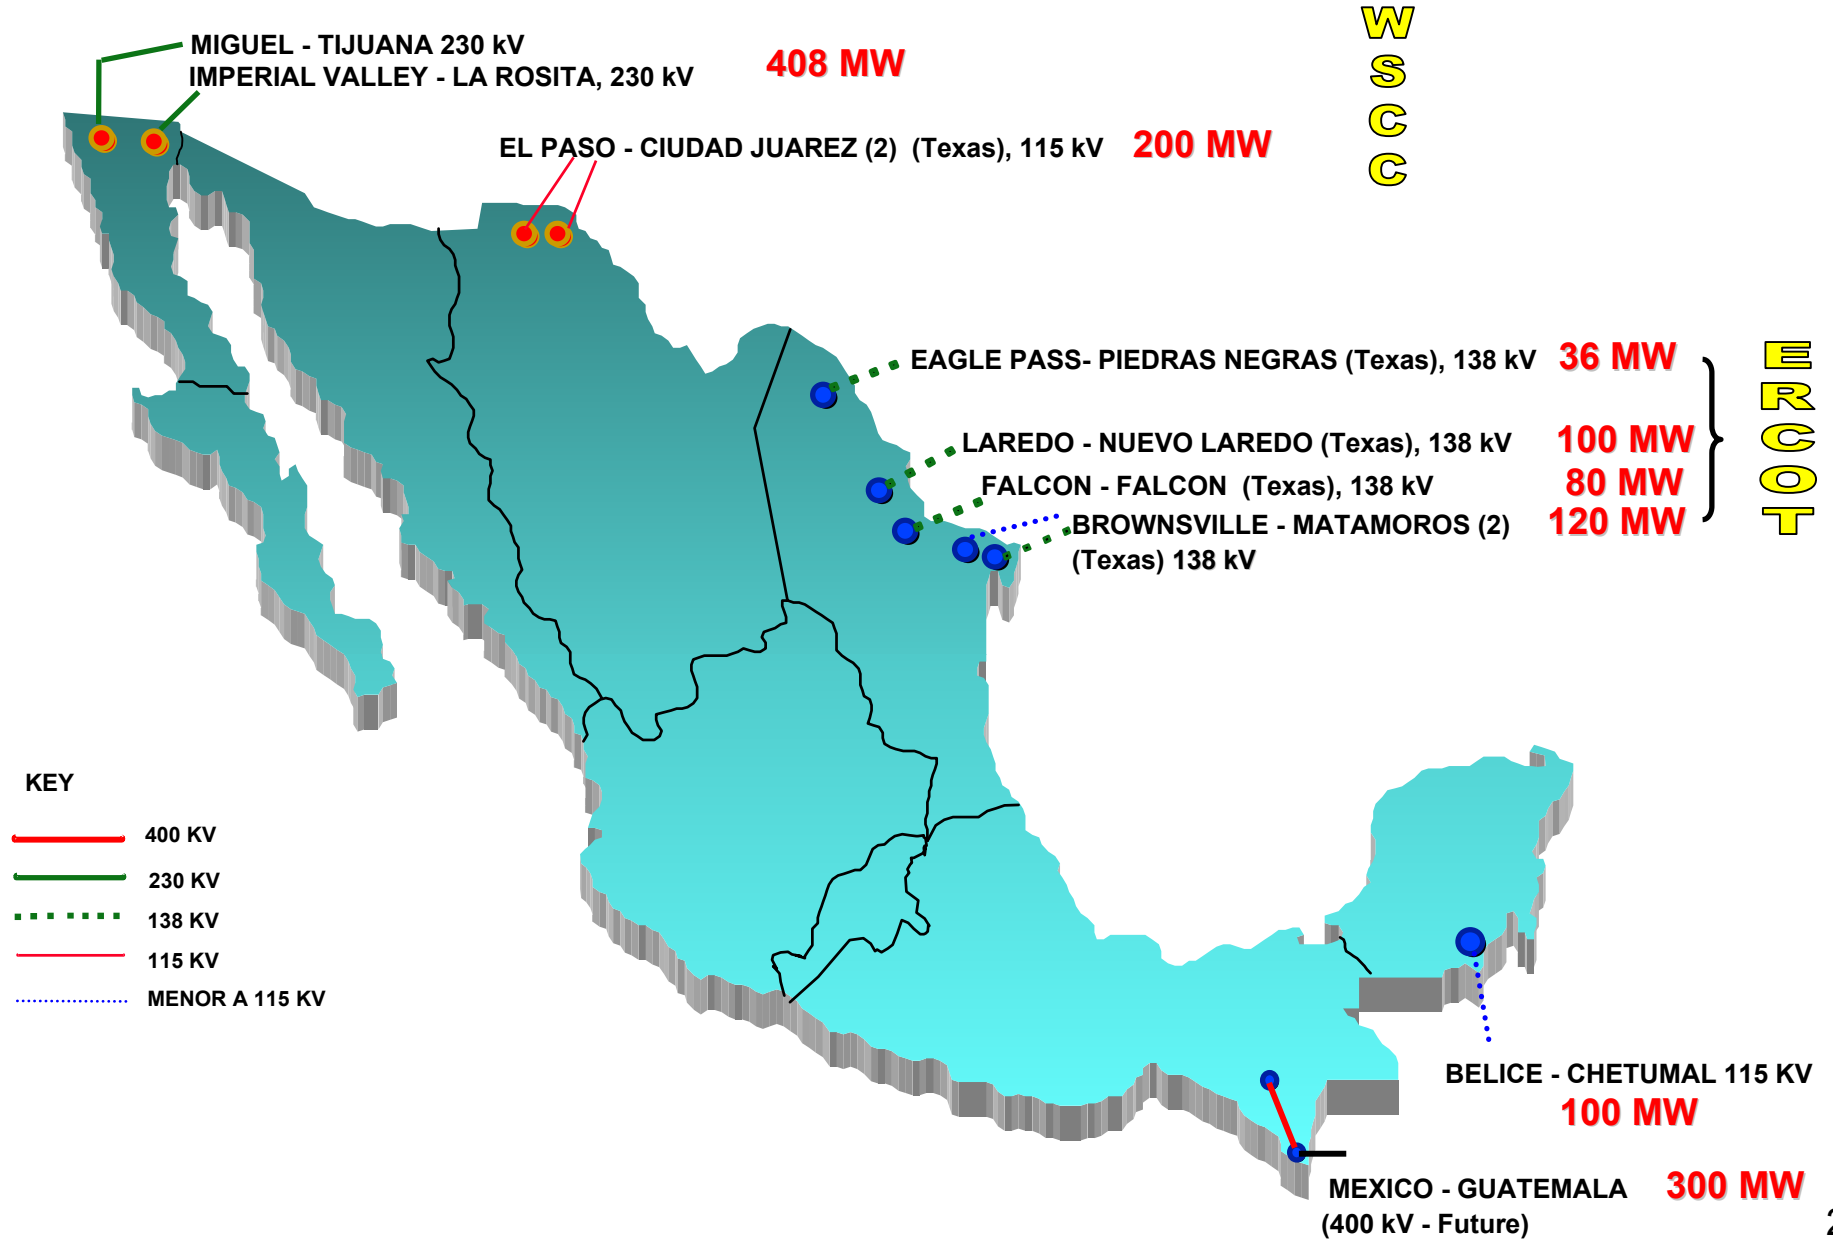 MIGUEL - TIJUANA 230 kV
IMPERIAL VALLEY - LA ROSITA, 230 kV
408 MW
W
S
C
C
EL PASO - CIUDAD JUAREZ (2) (Texas), 115 kV 200 MW
EAGLE PASS- PIEDRAS NEGRAS (Texas), 138 kV 36 MW
LAREDO - NUEVO LAREDO (Texas), 138 kV 100 MW
FALCON - FALCON (Texas), 138 kV 80 MW
BROWNSVILLE - MATAMOROS (2) 120 MW
(Texas) 138 kV
E
R
C
O
T
KEY
400 KV
230 KV
138 KV
115 KV
MENOR A 115 KV
BELICE - CHETUMAL 115 KV
100 MW
MEXICO - GUATEMALA 300 MW
(400 kV - Future)